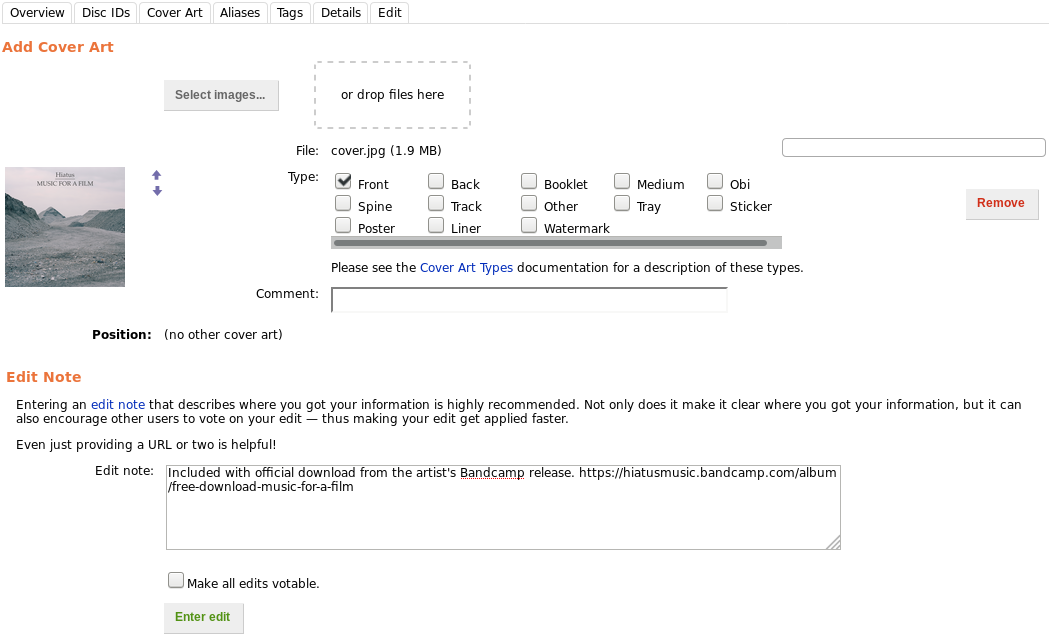 Overview Disc IDs Cover Art Aliases Tags Details Edit
Add Cover Art
Select images... or drop files here
File: cover.jpg (1.9 MB)
Hiatus
MUSIC FOR A FILM
Type: Front Back Booklet Medium Obi
Spine Track Other Tray Sticker
Poster Liner Watermark
Remove
Please see the Cover Art Types documentation for a description of these types.
Comment:
Position: (no other cover art)
Edit Note
Entering an edit note that describes where you got your information is highly recommended. Not only does it make it clear where you got your information, but it can
also encourage other users to vote on your edit — thus making your edit get applied faster.
Even just providing a URL or two is helpful!
Edit note: Included with official download from the artist's Bandcamp release. https://hiatusmusic.bandcamp.com/album
/free-download-music-for-a-film
Make all edits votable.
Enter edit